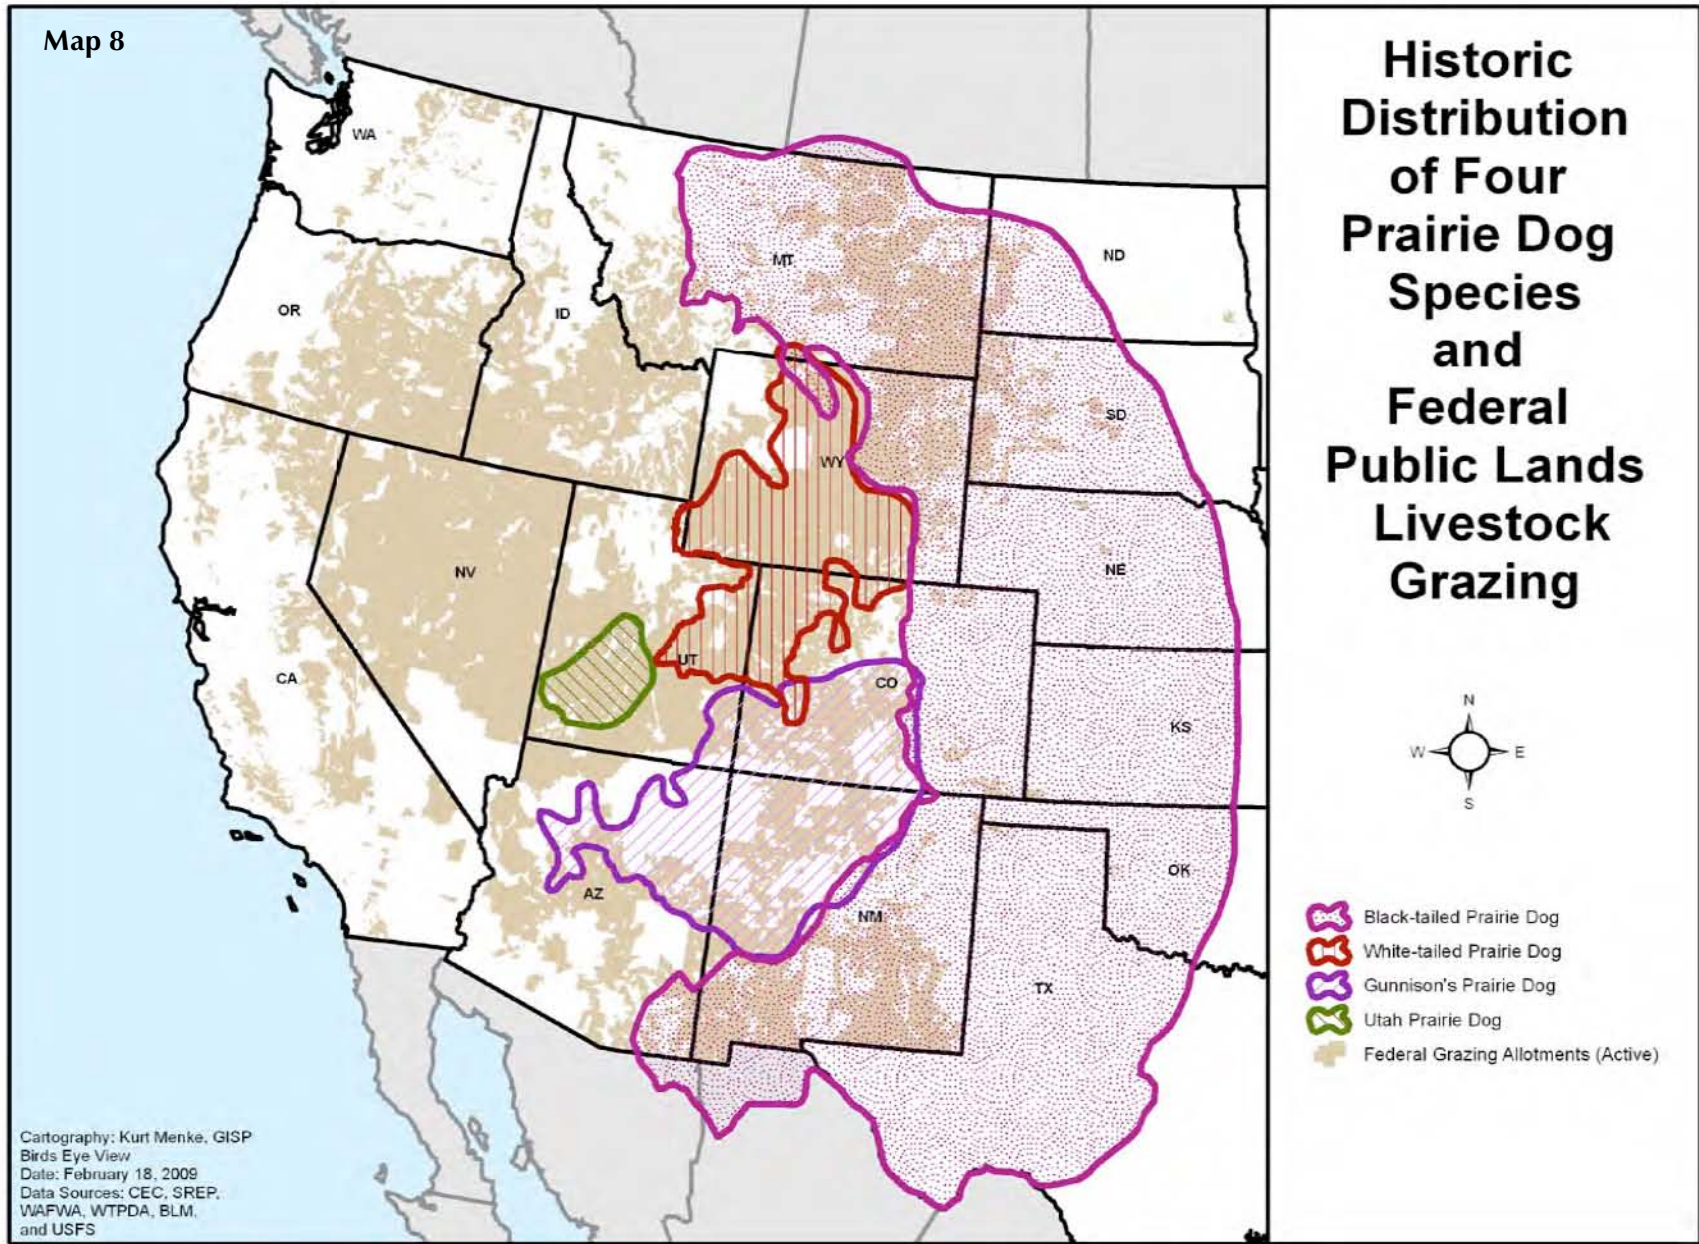 Map 8
Historic
Distribution
of Four
Prairie Dog
Species
and
Federal
Public Lands
Livestock
Grazing
WA
MT
ND
OR
ID
SD
WY
NV
NE
UT
CA
CO
KS
OK
AZ
NM
TX
N
W
E
S
Black-tailed Prairie Dog
White-tailed Prairie Dog
Gunnison's Prairie Dog
Utah Prairie Dog
Federal Grazing Allotments (Active)
Cartography: Kurt Menke, GISP
Birds Eye View
Date: February 18, 2009
Data Sources: CEC, SREP,
WAFWA, WTPDA, BLM,
and USFS